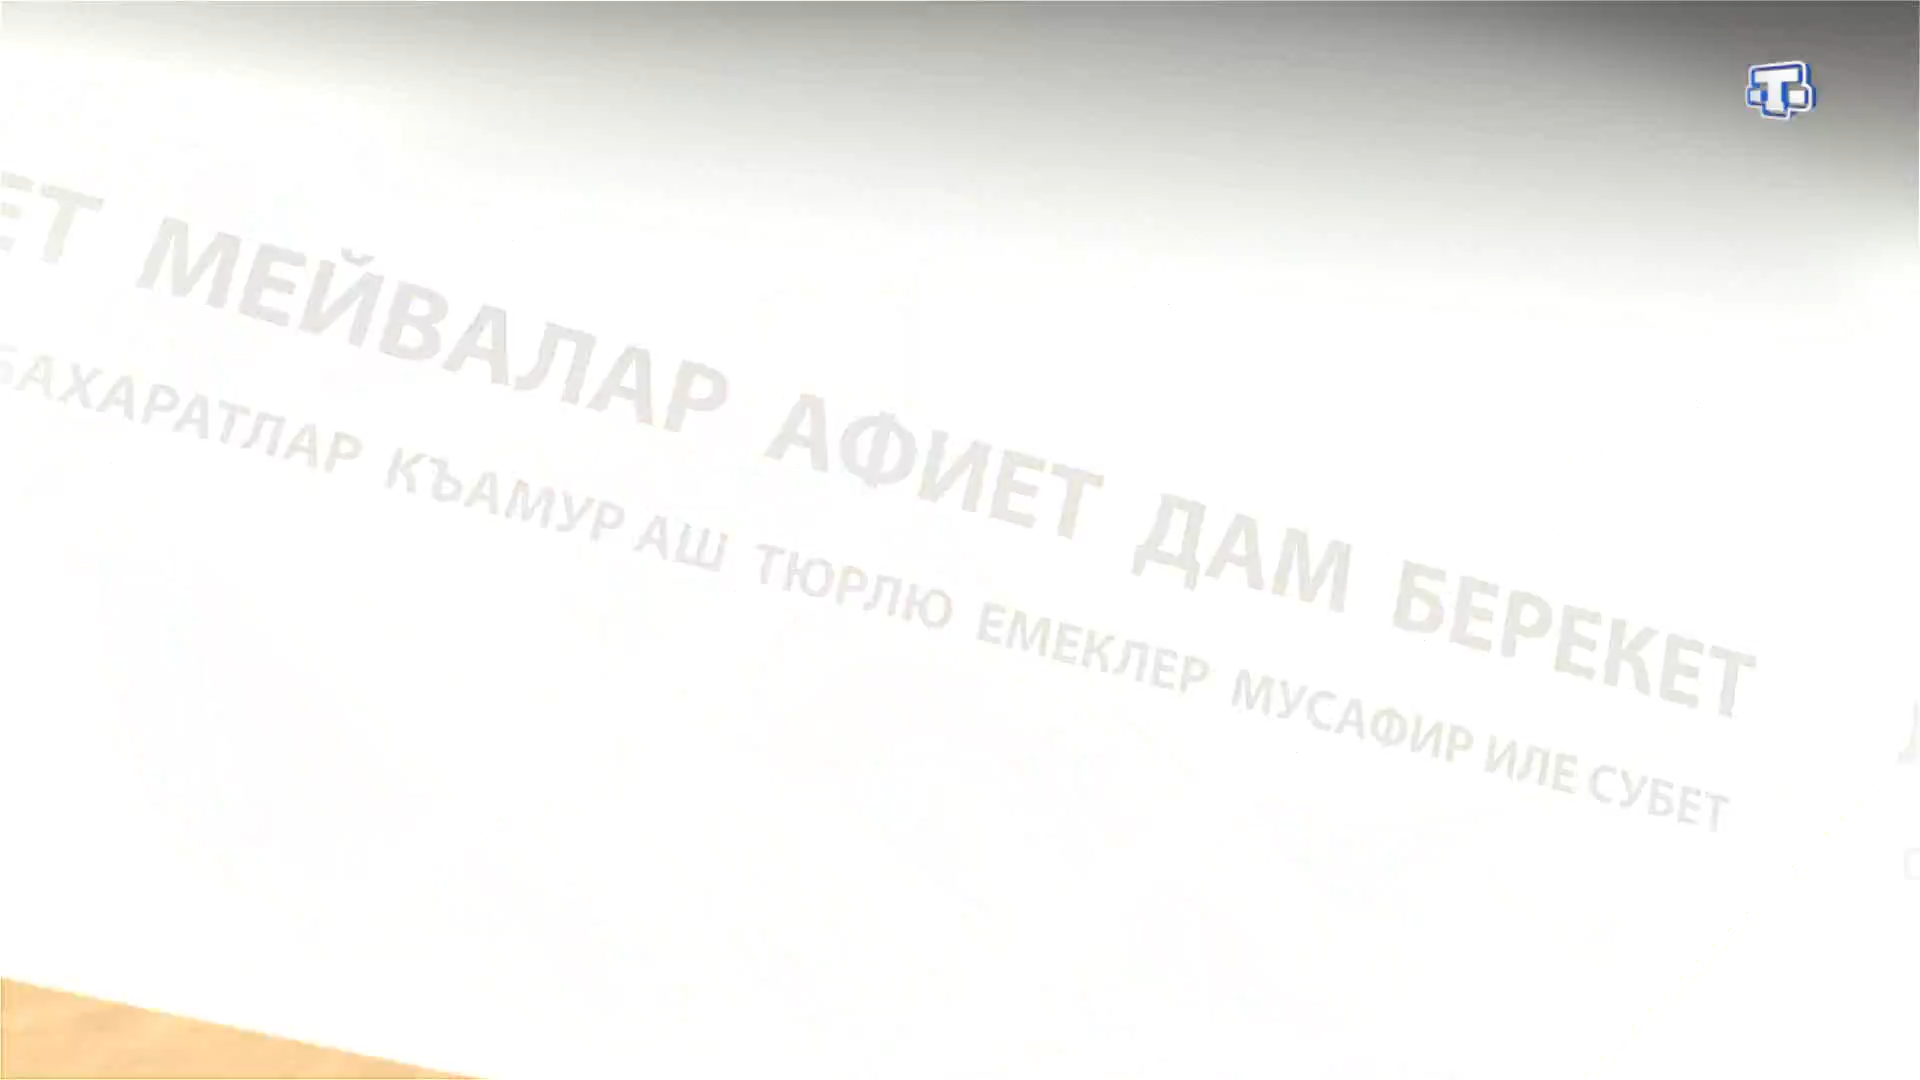 МЕЙВАЛАР АФИЕТ ДАМ БЕРЕКЕТ
БАХАРАТЛАР КЪАМУР АШ ТЮРЛЮ ЕМЕКЛЕР МУСАФИР ИЛЕ СУБЕТ